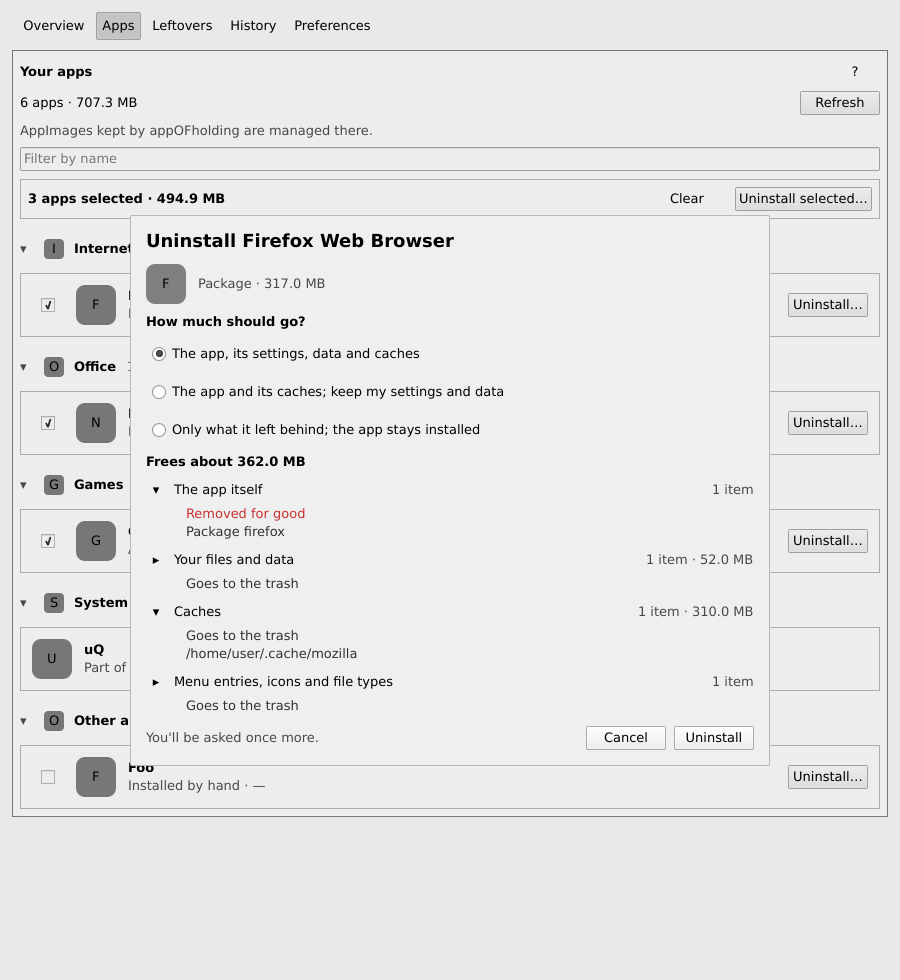 Overview Apps Leftovers History Preferences
Your apps ?
6 apps · 707.3 MB Refresh
AppImages kept by appOFholding are managed there.
Filter by name
3 apps selected · 494.9 MB Clear Uninstall selected...
Uninstall Firefox Web Browser
▾ I Internet
F Package · 317.0 MB
F Uninstall...
How much should go?
The app, its settings, data and caches
▾ O Office
The app and its caches; keep my settings and data
N Uninstall...
Only what it left behind; the app stays installed
Frees about 362.0 MB
▾ G Games
▾ The app itself 1 item
Removed for good
Package firefox
G Uninstall...
▸ Your files and data 1 item · 52.0 MB
Goes to the trash
▾ S System
▾ Caches 1 item · 310.0 MB
Goes to the trash
/home/user/.cache/mozilla
U uQ
Part of
▸ Menu entries, icons and file types 1 item
Goes to the trash
▾ O Other a
You'll be asked once more. Cancel Uninstall
F Foo
Installed by hand · — Uninstall...